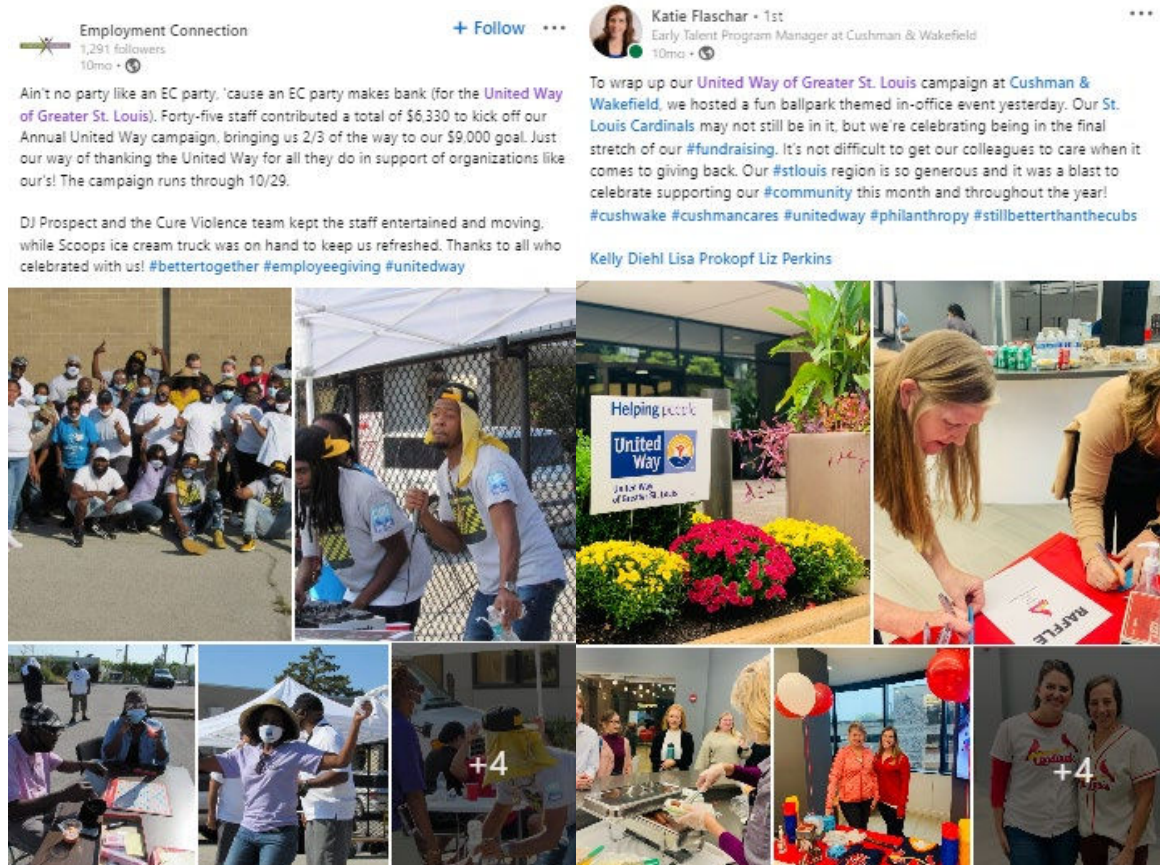 Employment Connection
1,291 followers
10mo •
+ Follow
Ain't no party like an EC party, 'cause an EC party makes bank (for the United Way
of Greater St. Louis). Forty-five staff contributed a total of $6,330 to kick off our
Annual United Way campaign, bringing us 2/3 of the way to our $9,000 goal. Just
our way of thanking the United Way for all they do in support of organizations like
our's! The campaign runs through 10/29.
DJ Prospect and the Cure Violence team kept the staff entertained and moving,
while Scoops ice cream truck was on hand to keep us refreshed. Thanks to all who
celebrated with us! #bettertogether #employeegiving #unitedway
+4
Katie Flaschar • 1st
Early Talent Program Manager at Cushman & Wakefield
10mo •
To wrap up our United Way of Greater St. Louis campaign at Cushman &
Wakefield, we hosted a fun ballpark themed in-office event yesterday. Our St.
Louis Cardinals may not still be in it, but we're celebrating being in the final
stretch of our #fundraising. It's not difficult to get our colleagues to care when it
comes to giving back. Our #stlouis region is so generous and it was a blast to
celebrate supporting our #community this month and throughout the year!
#cushwake #cushmancares #unitedway #philanthropy #stillbetterthanthecubs
Kelly Diehl Lisa Prokopf Liz Perkins
Helping people
United
Way
United Way
of Greater St. Louis
RAFFLE
+4